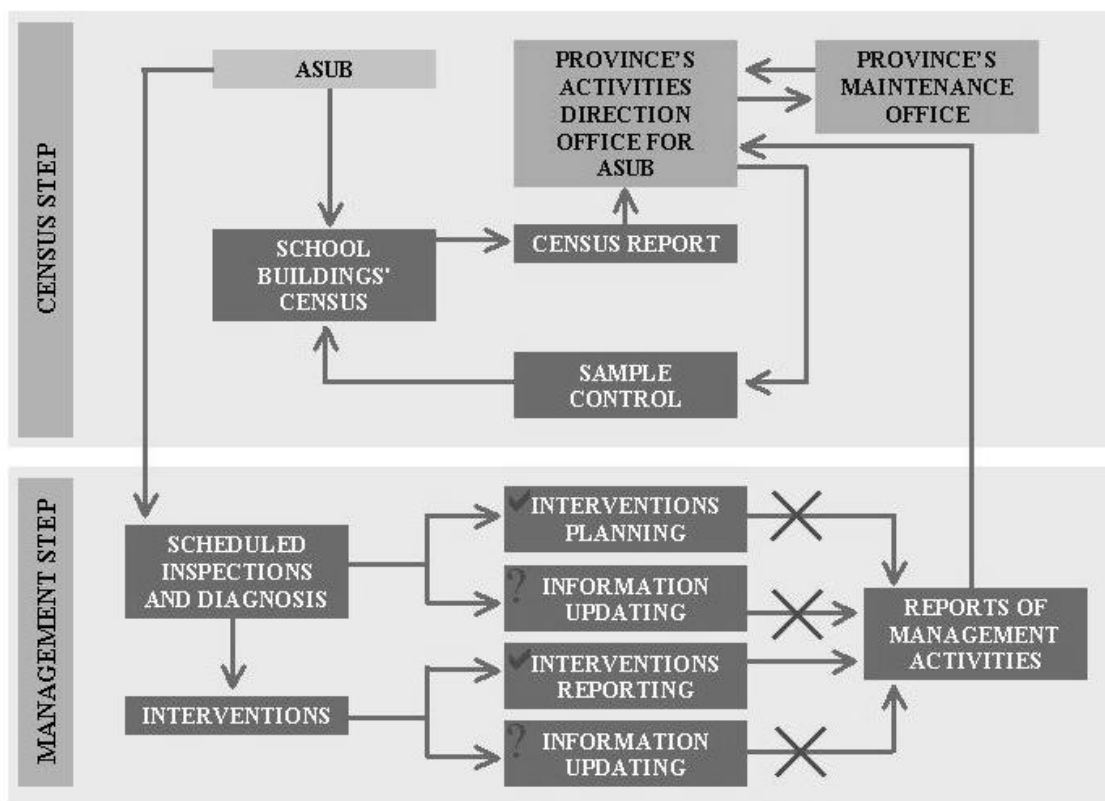 CENSUS STEP
ASUB
PROVINCE'S
ACTIVITIES
DIRECTION
OFFICE FOR
ASUB
PROVINCE'S
MAINTENANCE
OFFICE
SCHOOL
BUILDINGS'
CENSUS
CENSUS REPORT
SAMPLE
CONTROL
MANAGEMENT STEP
SCHEDULED
INSPECTIONS
AND DIAGNOSIS
INTERVENTIONS
INTERVENTIONS
PLANNING
? INFORMATION
UPDATING
INTERVENTIONS
REPORTING
? INFORMATION
UPDATING
REPORTS OF
MANAGEMENT
ACTIVITIES